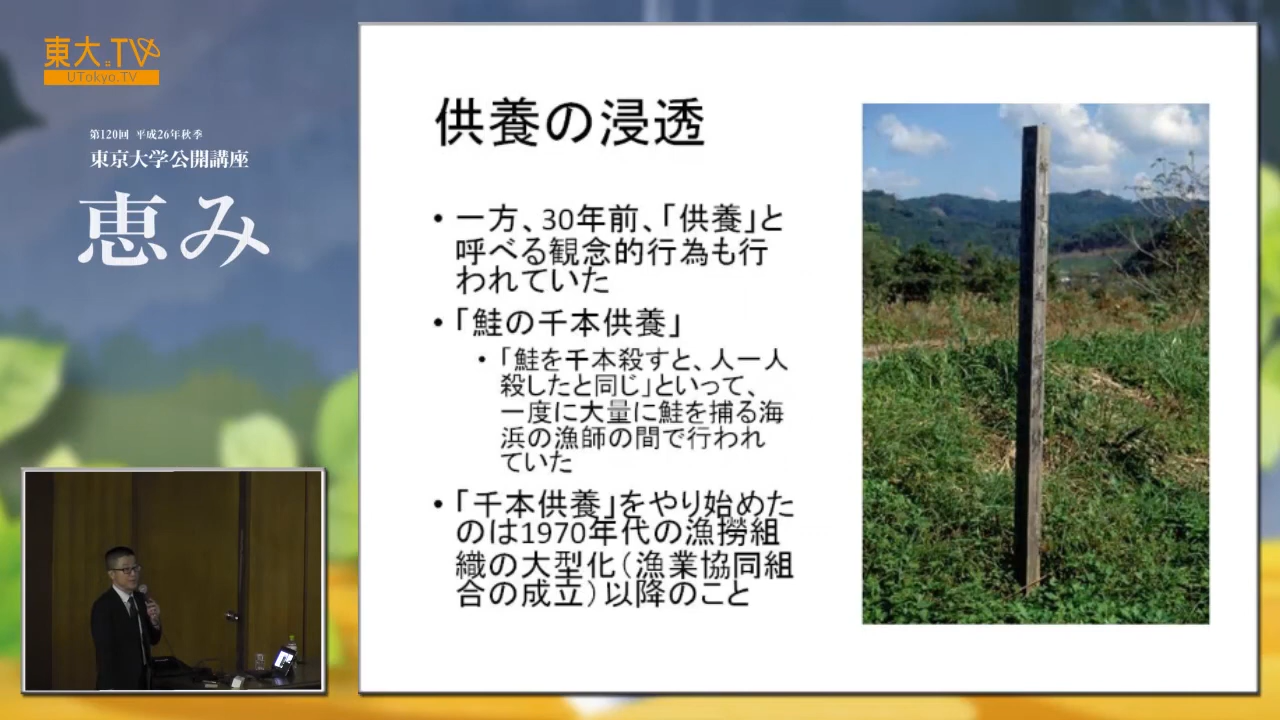 東大.TV
UTokyo.TV
第120回 平成26年秋季
東京大学公開講座
恵み
供養の浸透
• 一方、30年前、「供養」と
呼べる観念的行為も行
われていた
• 「鮭の千本供養」
• 「鮭を千本殺すと、人一人
殺したと同じ」といって、
一度に大量に鮭を捕る海
浜の漁師の間で行われ
ていた
• 「千本供養」をやり始めた
のは1970年代の漁撈組
織の大型化（漁業協同組
合の成立）以降のこと